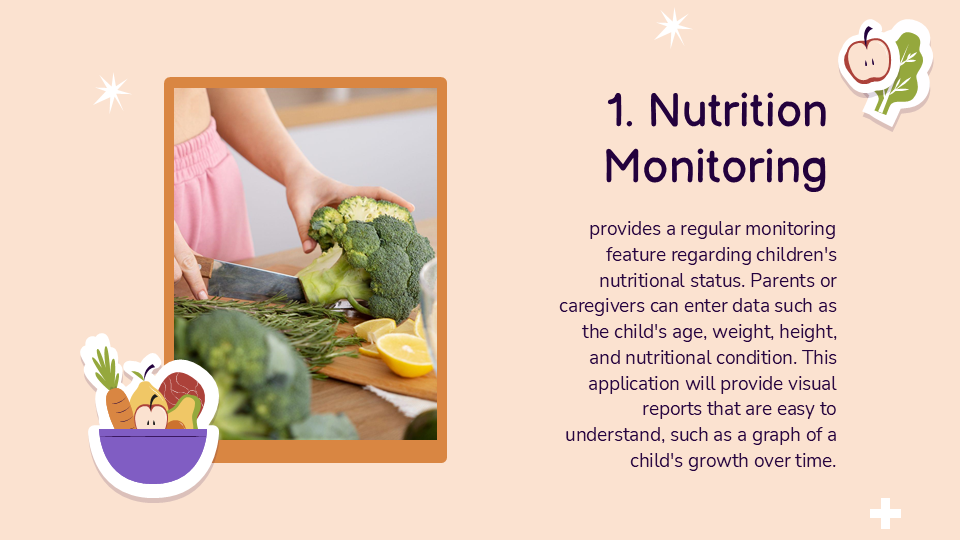 1. Nutrition
Monitoring
provides a regular monitoring
feature regarding children's
nutritional status. Parents or
caregivers can enter data such as
the child's age, weight, height,
and nutritional condition. This
application will provide visual
reports that are easy to
understand, such as a graph of a
child's growth over time.